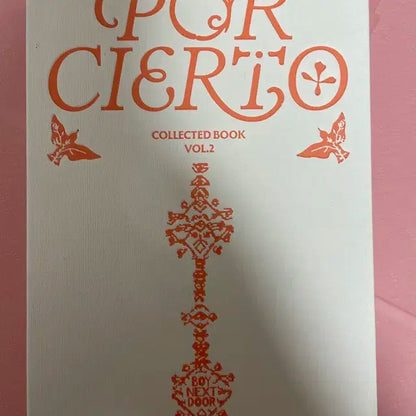 POR
CIERTO
COLLECTED BOOK
VOL.2
BOY
NEXT
DOOR